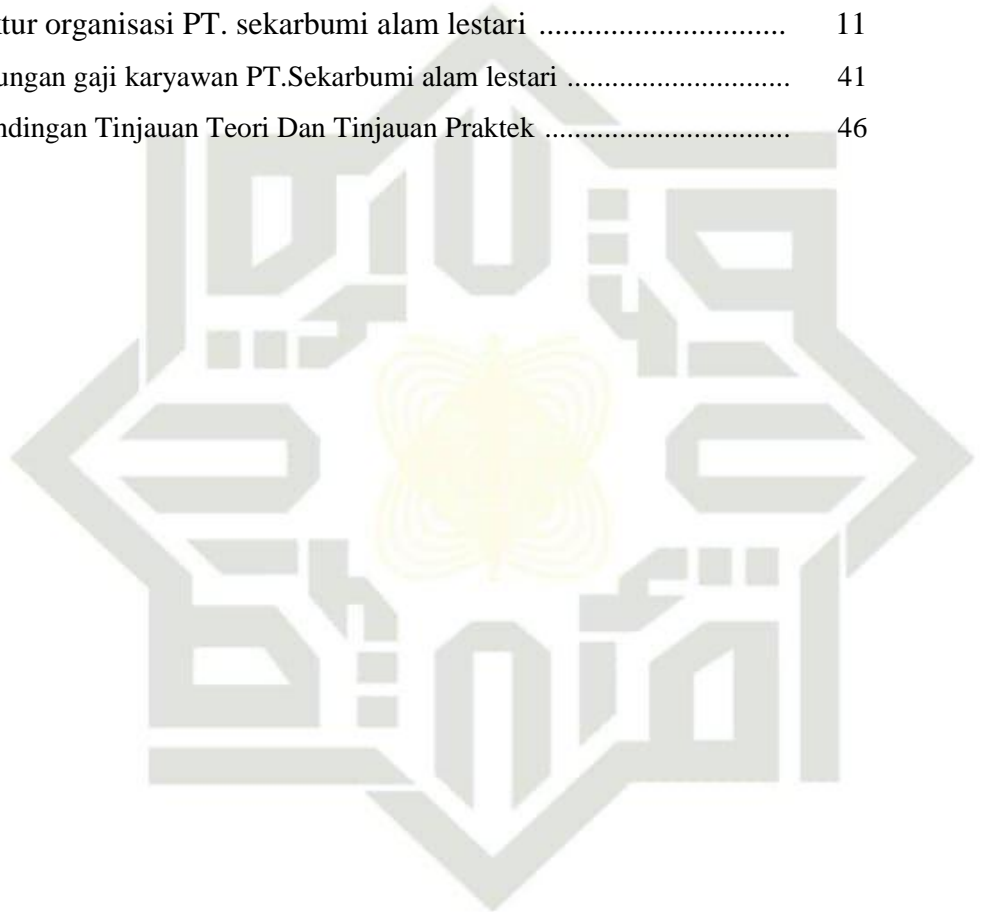 ktur organisasi PT. sekarbumi alam lestari ............................... 11
ungan gaji karyawan PT.Sekarbumi alam lestari ............................ 41
ndingan Tinjauan Teori Dan Tinjauan Praktek ............................... 46